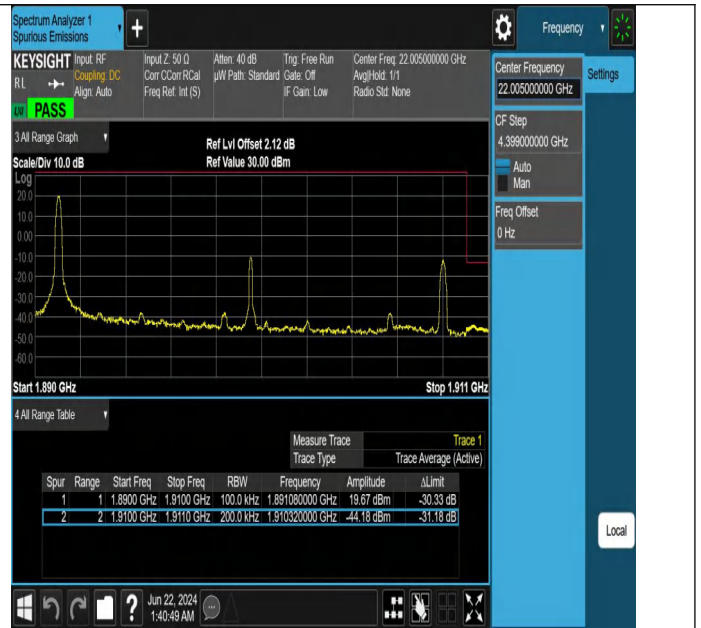 Spectrum Analyzer 1
Spurious Emissions
+
Frequency
KEYSIGHT Input: RF Input Z: 50 Ω Atten: 40 dB Trig: Free Run Center Freq: 22.005000000 GHz
RL Coupling: DC Corr CCorr RCal µW Path: Standard Gate: Off Avg|Hold: 1/1
Align: Auto Freq Ref: Int (S) IF Gain: Low Radio Std: None
PASS
Center Frequency
22.005000000 GHz
Settings
CF Step
4.399000000 GHz
Auto
Man
Freq Offset
0 Hz
3 All Range Graph
Ref Lvl Offset 2.12 dB
Scale/Div 10.0 dB Ref Value 30.00 dBm
Log
20.0
10.0
0.00
-10.0
-20.0
-30.0
-40.0
-50.0
-60.0
Start 1.890 GHz Stop 1.911 GHz
4 All Range Table
Measure Trace Trace 1
Trace Type Trace Average (Active)
Spur Range Start Freq Stop Freq RBW Frequency Amplitude ΔLimit
1 1 1.8900 GHz 1.9100 GHz 100.0 kHz 1.891080000 GHz 19.67 dBm -30.33 dB
2 2 1.9100 GHz 1.9110 GHz 200.0 kHz 1.910320000 GHz -44.18 dBm -31.18 dB
Local
? Jun 22, 2024
1:40:49 AM